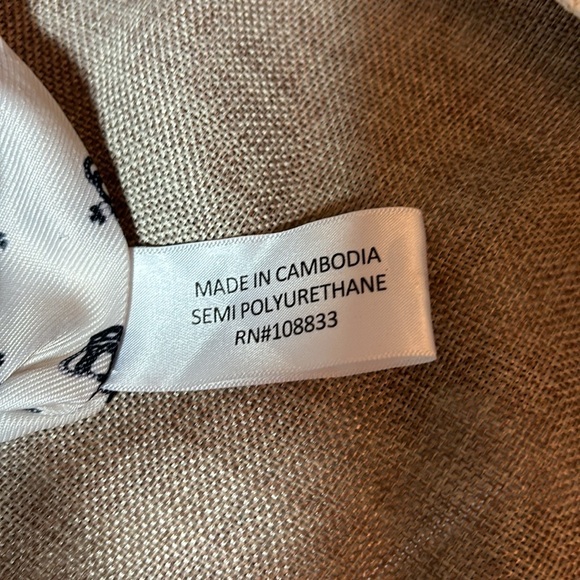 MADE IN CAMBODIA
SEMI POLYURETHANE
RN#108833